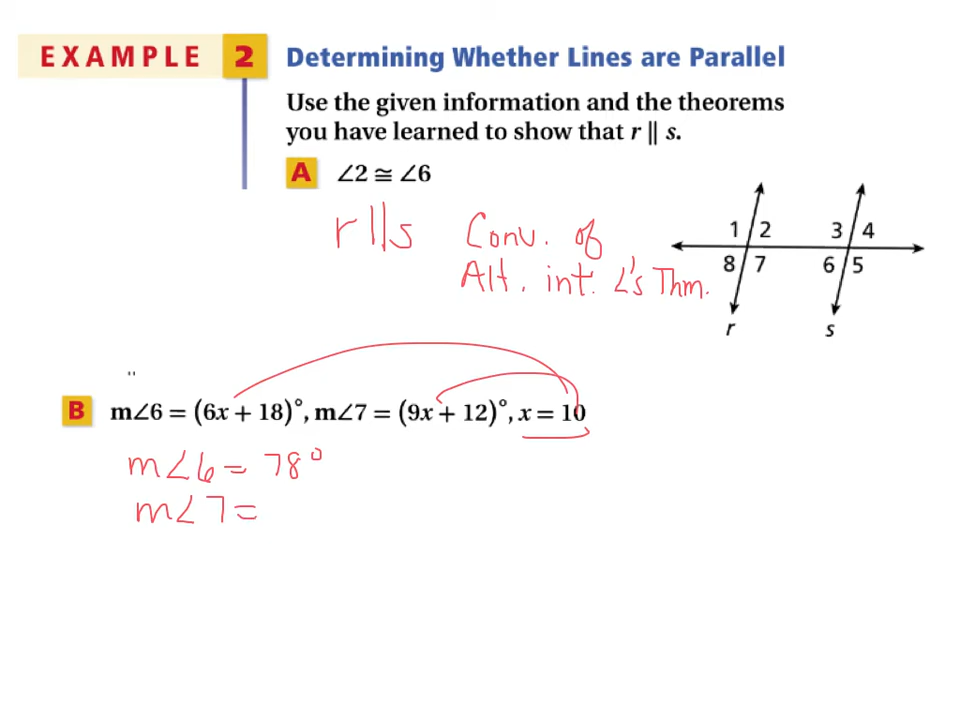 EXAMPLE 2 Determining Whether Lines are Parallel
Use the given information and the theorems
you have learned to show that r || s.
A ∠2 ≅ ∠6
r || s Conv. of
Alt. int. ∠'s Thm.
1 2 3 4
8 7 6 5
r s
B m∠6 = (6x + 18)°, m∠7 = (9x + 12)°, x = 10
m∠6 = 78°
m∠7 =